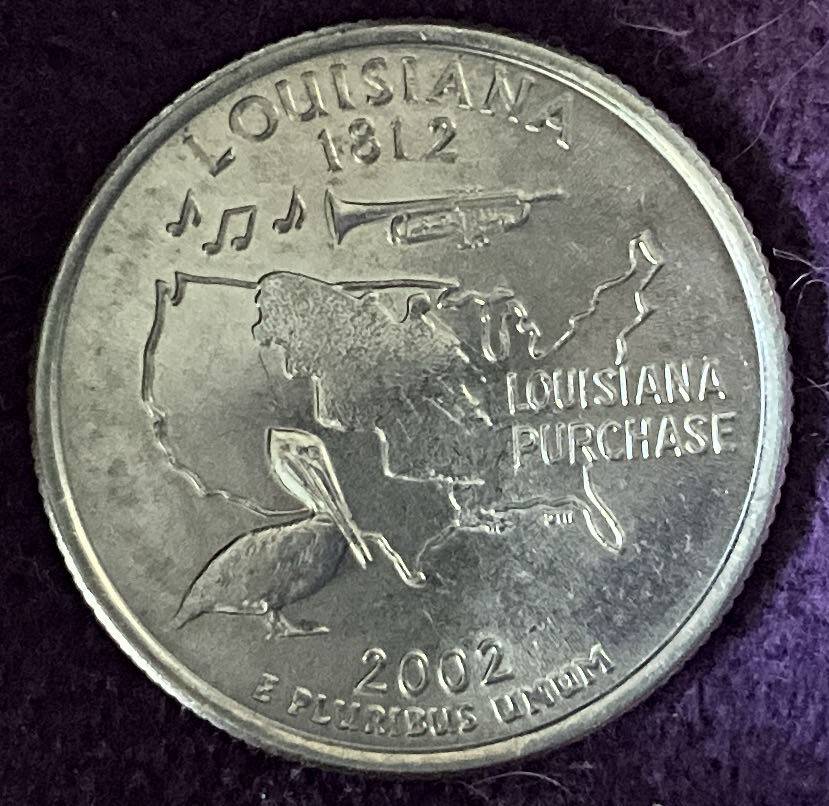 LOUISIANA
1812
LOUISIANA
PURCHASE
2002
E PLURIBUS UNUM